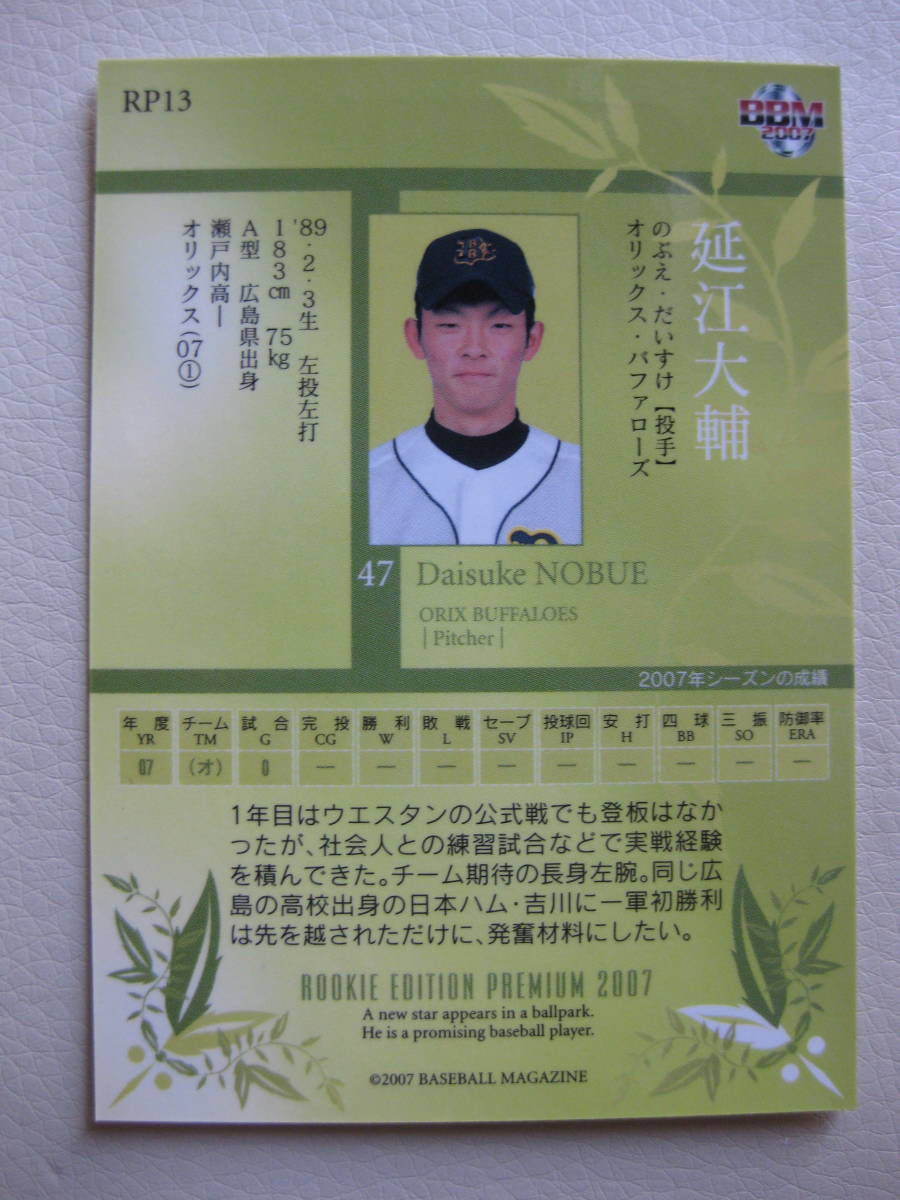 RP13
BBM
2007
延江大輔
のぶえ・だいすけ【投手】
オリックス・バファローズ
'89・2・3生 左投左打
183㎝ 75kg
A型 広島県出身
瀬戸内高ー
オリックス(07①)
47 Daisuke NOBUE
ORIX BUFFALOES
| Pitcher |
2007年シーズンの成績
年度 チーム 試合 完投 勝利 敗戦 セーブ 投球回 安打 四球 三振 防御率
YR TM G CG W L SV IP H BB SO ERA
07 (オ) 0 — — — — — — — — —
1年目はウエスタンの公式戦でも登板はなか
ったが、社会人との練習試合などで実戦経験
を積んできた。チーム期待の長身左腕。同じ広
島の高校出身の日本ハム・吉川に一軍初勝利
は先を越されただけに、発奮材料にしたい。
ROOKIE EDITION PREMIUM 2007
A new star appears in a ballpark.
He is a promising baseball player.
©2007 BASEBALL MAGAZINE